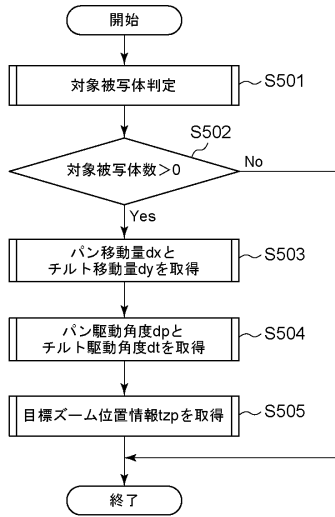 開始
対象被写体判定
S501
S502
対象被写体数＞0
No
Yes
パン移動量dxと
チルト移動量dyを取得
S503
パン駆動角度dpと
チルト駆動角度dtを取得
S504
目標ズーム位置情報tzpを取得
S505
終了